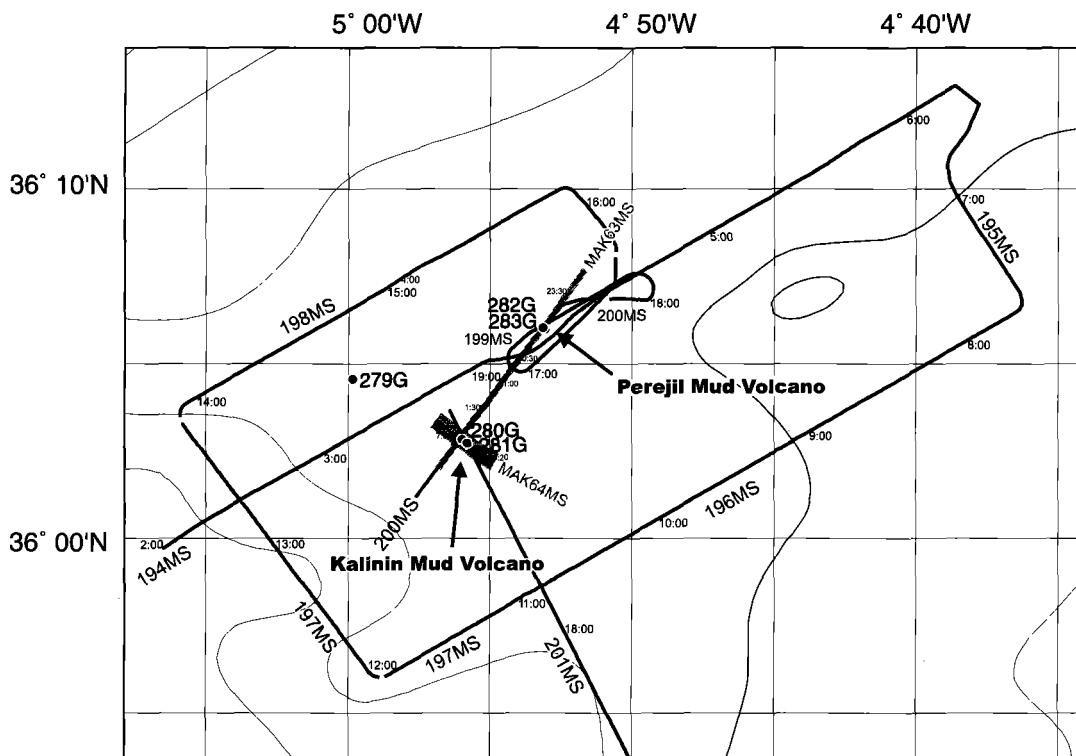 5° 00'W
4° 50'W
4° 40'W
36° 10'N
36° 00'N
6:00
7:00
195MS
16:00
MAK63MS
5:00
4:00
15:00
198MS
23:30
282G
283G
18:00
200MS
199MS
8:00
17:00
19:00
279G
Perejil Mud Volcano
14:00
1:30
280G
281G
9:00
3:00
MAK64MS
196MS
200MS
10:00
2:00
194MS
13:00
Kalinin Mud Volcano
11:00
197MS
18:00
12:00
197MS
201MS